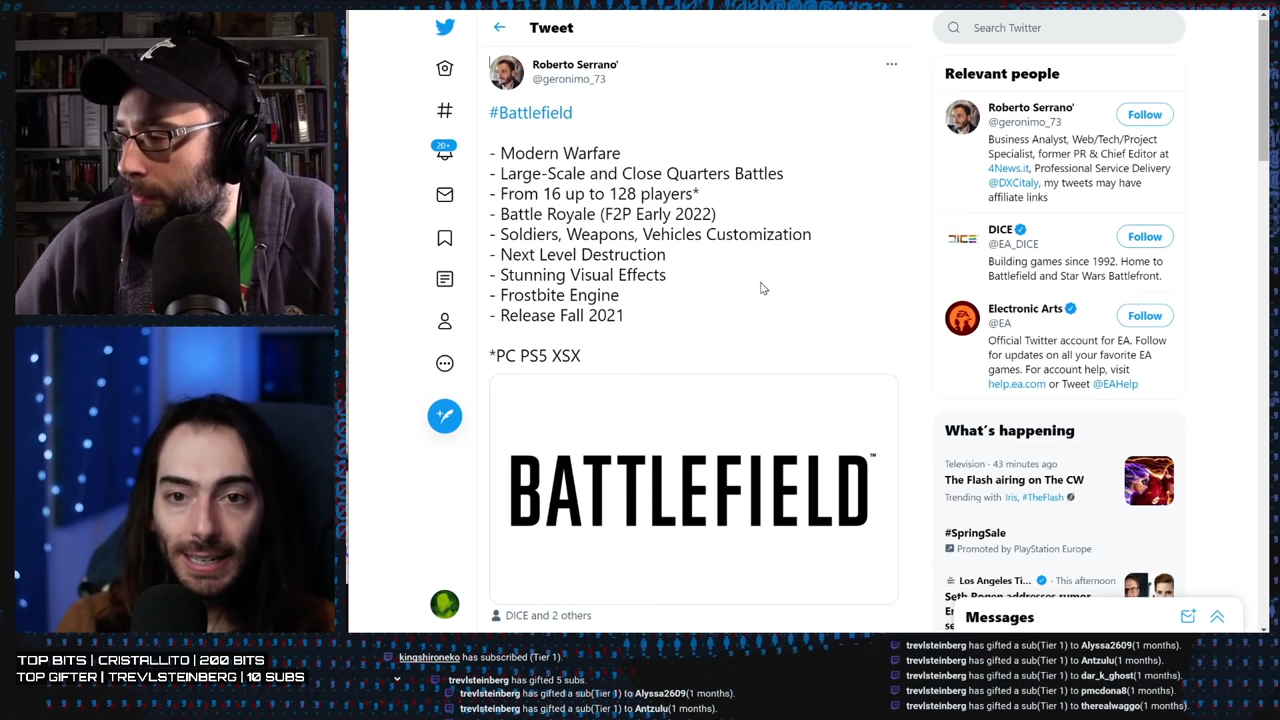 Tweet
Roberto Serrano'
@geronimo_73
#Battlefield
- Modern Warfare
- Large-Scale and Close Quarters Battles
- From 16 up to 128 players*
- Battle Royale (F2P Early 2022)
- Soldiers, Weapons, Vehicles Customization
- Next Level Destruction
- Stunning Visual Effects
- Frostbite Engine
- Release Fall 2021
*PC PS5 XSX
BATTLEFIELD™
DICE and 2 others
20+
Search Twitter
Relevant people
Roberto Serrano'
@geronimo_73
Follow
Business Analyst, Web/Tech/Project
Specialist, former PR & Chief Editor at
4News.it, Professional Service Delivery
@DXCitaly, my tweets may have
affiliate links
DICE
@EA_DICE
Follow
Building games since 1992. Home to
Battlefield and Star Wars Battlefront.
Electronic Arts
@EA
Follow
Official Twitter account for EA. Follow
for updates on all your favorite EA
games. For account help, visit
help.ea.com or Tweet @EAHelp
What's happening
Television · 43 minutes ago
The Flash airing on The CW
Trending with Iris, #TheFlash
#SpringSale
Promoted by PlayStation Europe
Los Angeles Ti... · This afternoon
Seth Rogen addresses rumor
Messages
TOP BITS | CRISTALLITO | 200 BITS
TOP GIFTER | TREVLSTEINBERG | 10 SUBS
kingshironeko has subscribed (Tier 1).
trevlsteinberg has gifted 5 subs.
trevlsteinberg has gifted a sub(Tier 1) to Alyssa2609(1 months).
trevlsteinberg has gifted a sub(Tier 1) to Antzulu(1 months).
trevlsteinberg has gifted a sub(Tier 1) to Alyssa2609(1 months).
trevlsteinberg has gifted a sub(Tier 1) to Antzulu(1 months).
trevlsteinberg has gifted a sub(Tier 1) to dar_k_ghost(1 months).
trevlsteinberg has gifted a sub(Tier 1) to pmcdona8(1 months).
trevlsteinberg has gifted a sub(Tier 1) to therealwaggo(1 months).